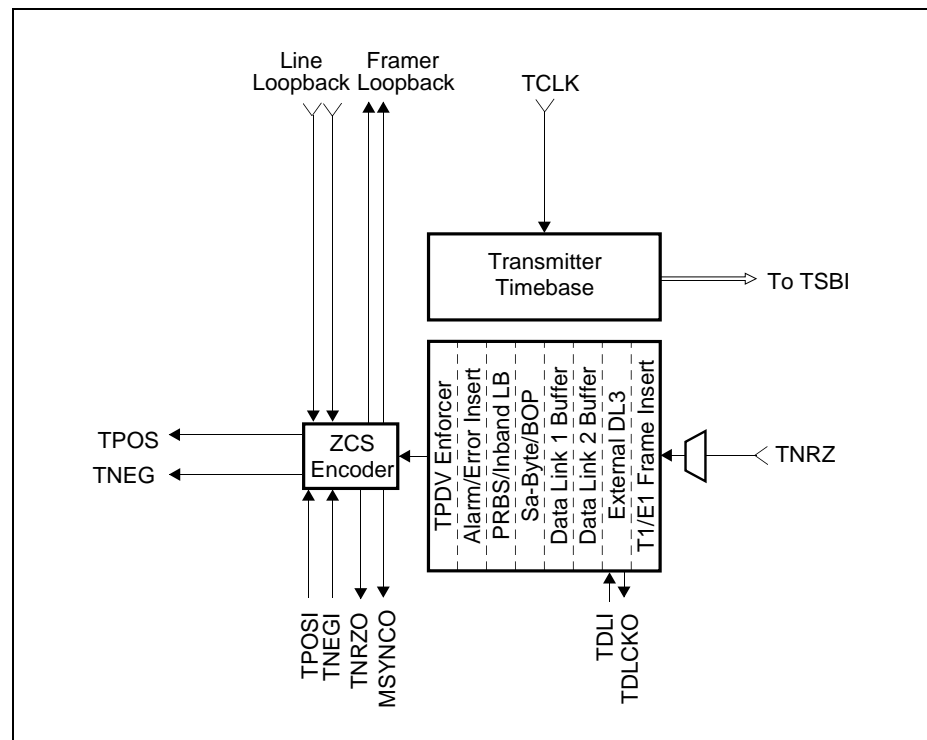 Line
Loopback
Framer
Loopback
TCLK
Transmitter
Timebase
To TSBI
TPOS
TNEG
ZCS
Encoder
TPDV Enforcer
Alarm/Error Insert
PRBS/Inband LB
Sa-Byte/BOP
Data Link 1 Buffer
Data Link 2 Buffer
External DL3
T1/E1 Frame Insert
TNRZ
TPOSI
TNEGI
TNRZO
MSYNCO
TDLI
TDLCKO